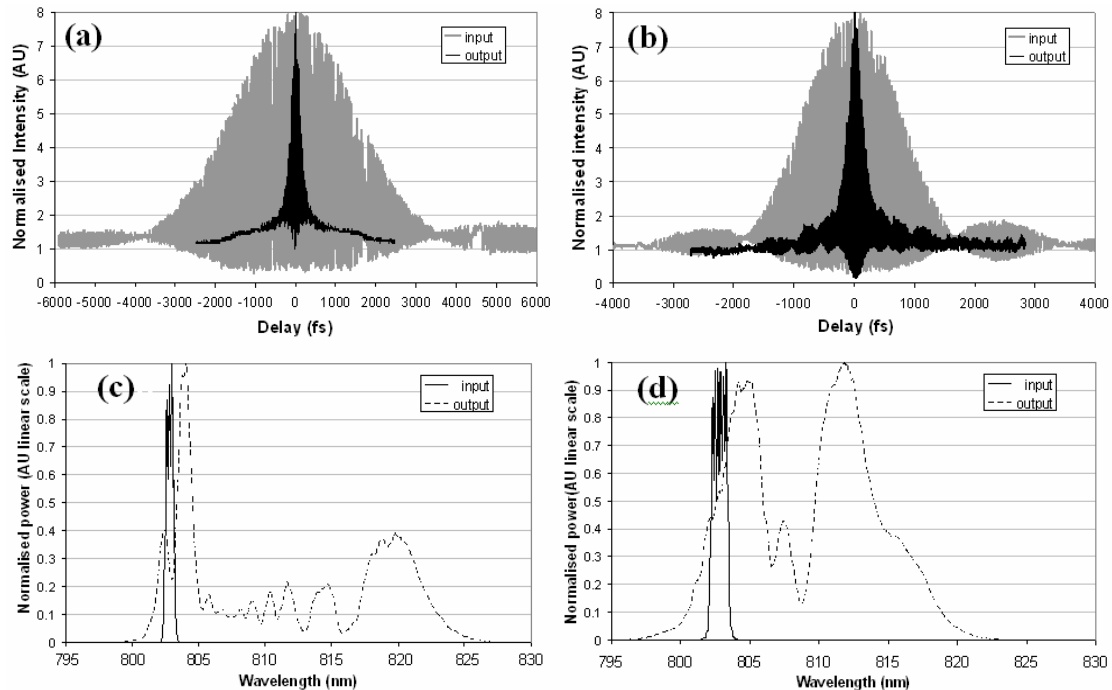 (a)
Normalised Intensity (AU)
8
7
6
5
4
3
2
1
0
input
output
-6000 -5000 -4000 -3000 -2000 -1000 0 1000 2000 3000 4000 5000 6000
Delay (fs)
(b)
Normalised intensity (AU)
8
7
6
5
4
3
2
1
0
input
output
-4000 -3000 -2000 -1000 0 1000 2000 3000 4000
Delay (fs)
(c)
Normalised power (AU linear scale)
1
0.9
0.8
0.7
0.6
0.5
0.4
0.3
0.2
0.1
0
input
output
795 800 805 810 815 820 825 830
Wavelength (nm)
(d)
Normalised power(AU linear scale)
1
0.9
0.8
0.7
0.6
0.5
0.4
0.3
0.2
0.1
0
input
output
795 800 805 810 815 820 825 830
Wavelength (nm)